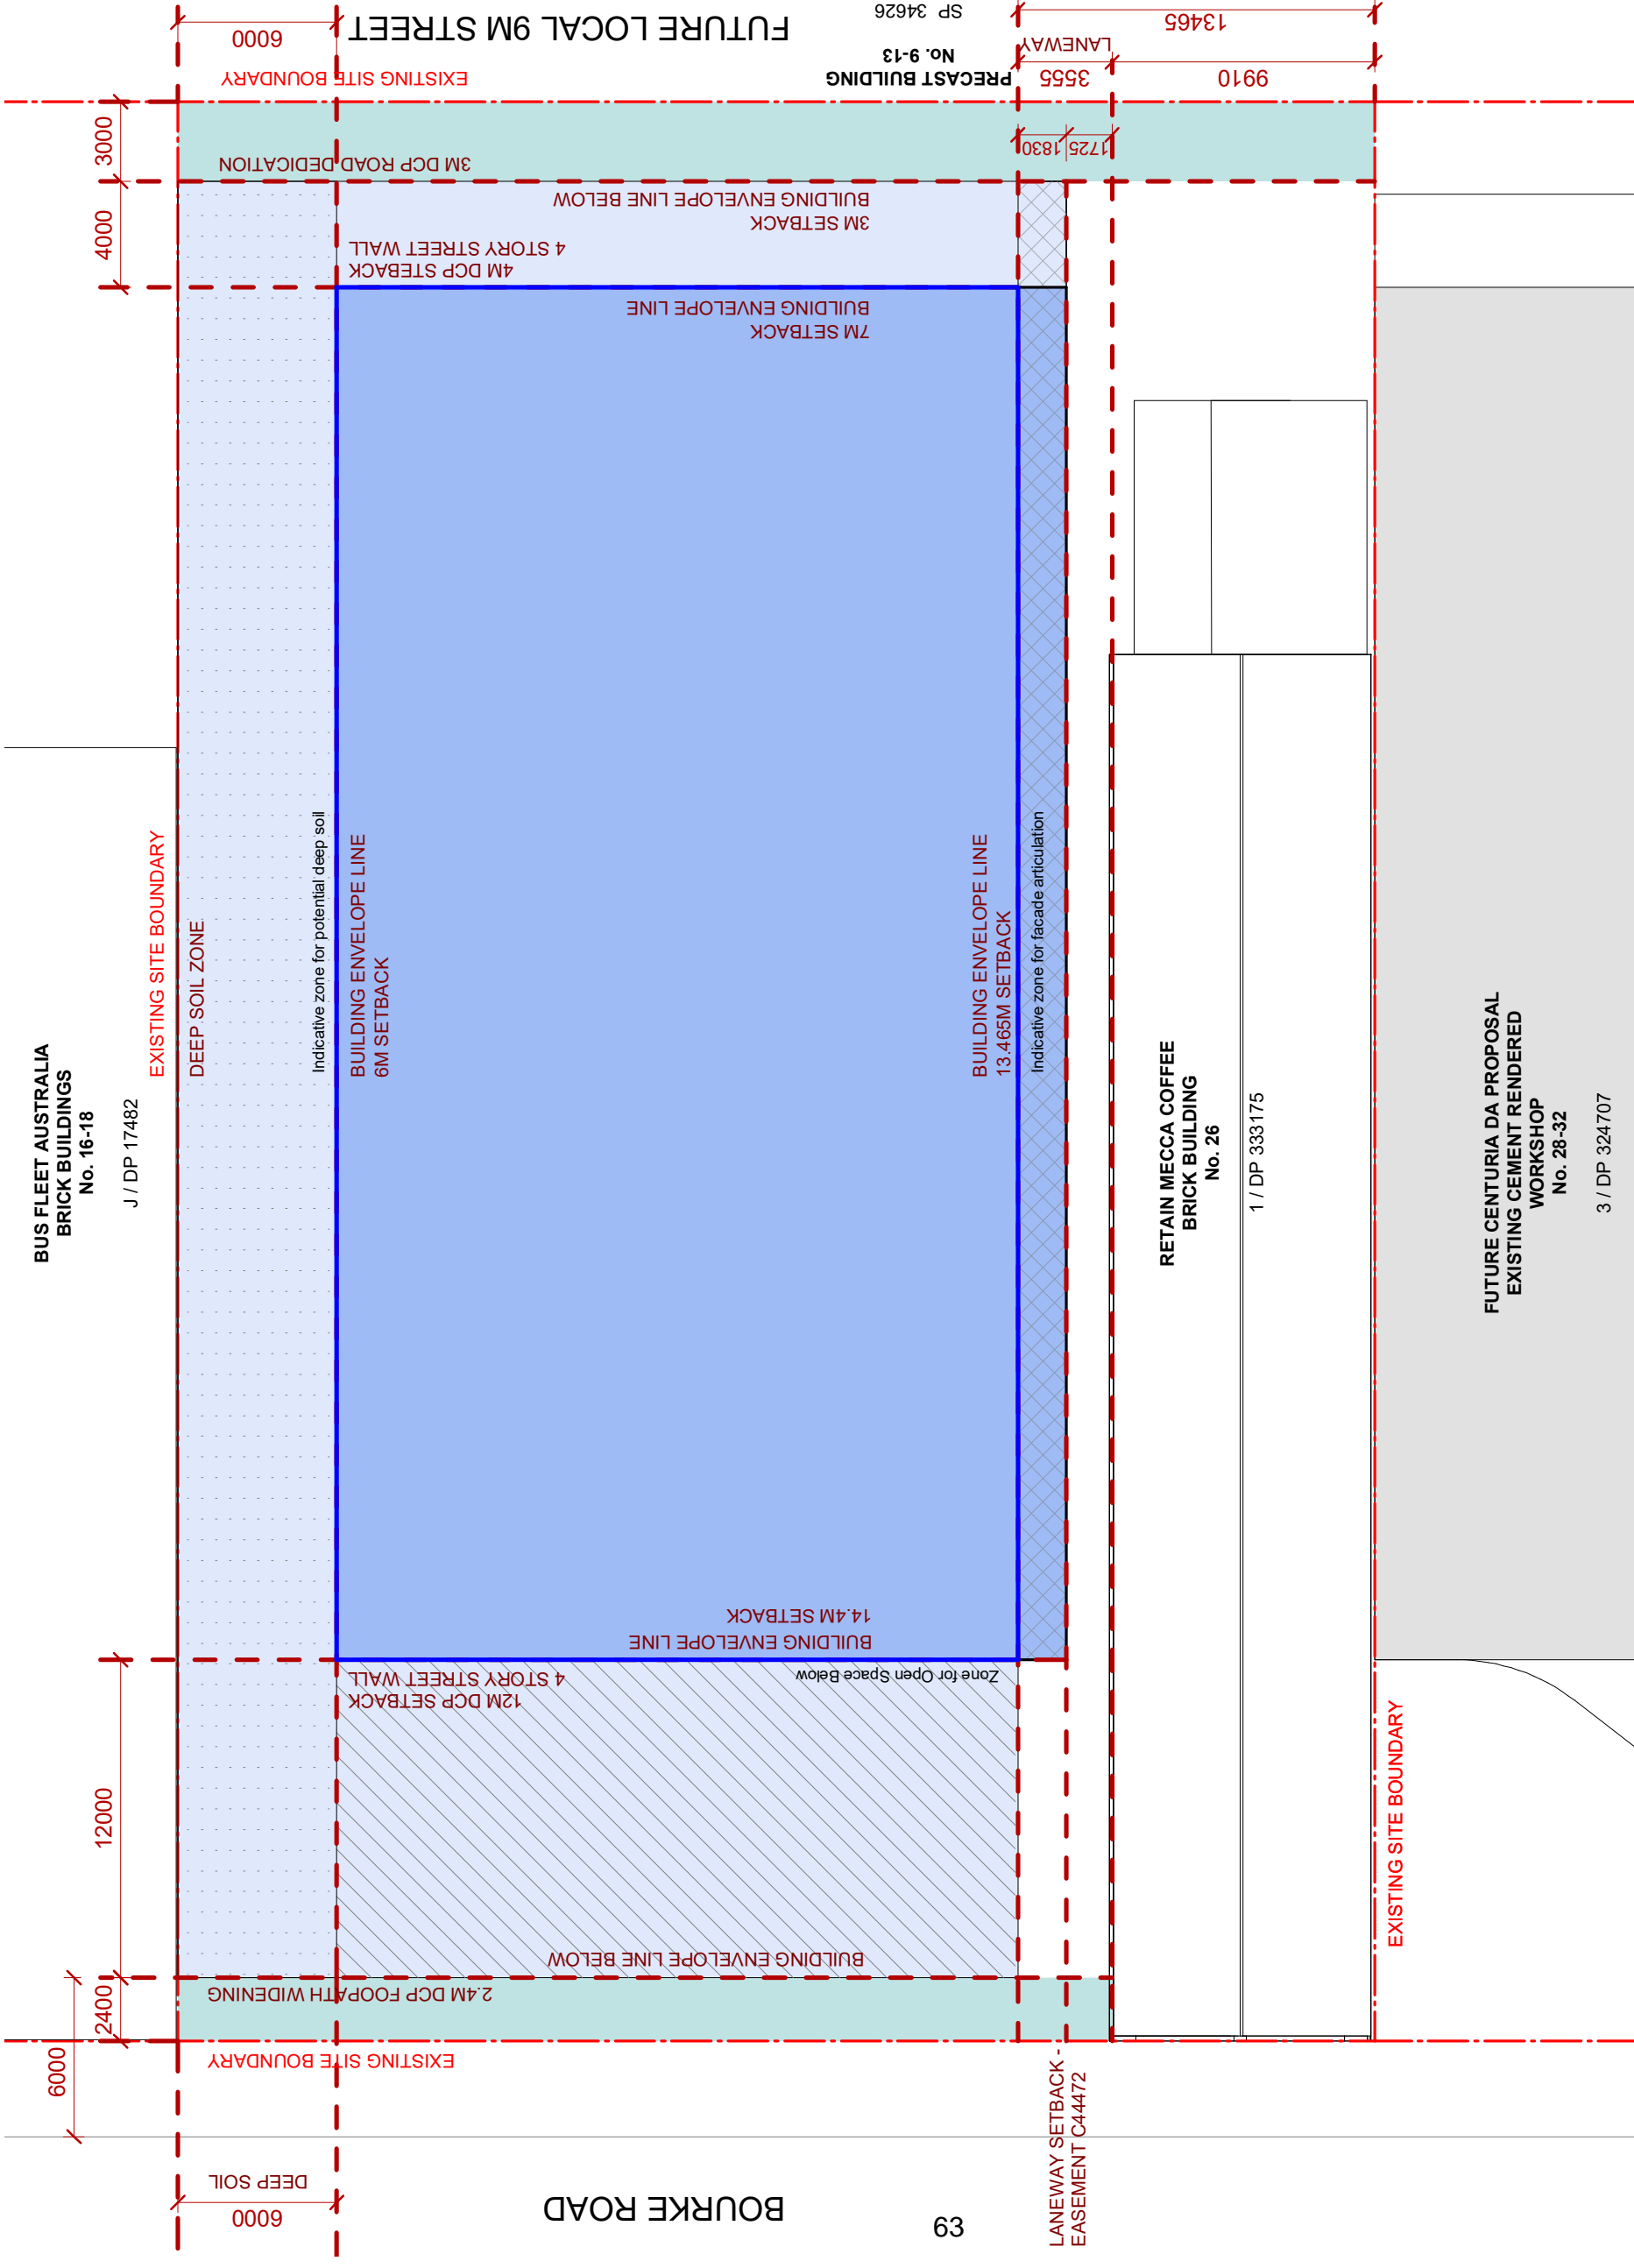 FUTURE LOCAL 9M STREET
SP 34626
No. 9-13
PRECAST BUILDING
6000
EXISTING SITE BOUNDARY
LANEWAY
3555
13465
9910
1830
1725
3000
4000
3M DCP ROAD DEDICATION
BUILDING ENVELOPE LINE BELOW
3M SETBACK
4 STORY STREET WALL
4M DCP STEBACK
BUILDING ENVELOPE LINE
7M SETBACK
BUS FLEET AUSTRALIA
BRICK BUILDINGS
No. 16-18
J / DP 17482
EXISTING SITE BOUNDARY
DEEP SOIL ZONE
Indicative zone for potential deep soil
BUILDING ENVELOPE LINE
6M SETBACK
BUILDING ENVELOPE LINE
13.465M SETBACK
Indicative zone for facade articulation
RETAIN MECCA COFFEE
BRICK BUILDING
No. 26
1 / DP 333175
FUTURE CENTURIA DA PROPOSAL
EXISTING CEMENT RENDERED
WORKSHOP
No. 28-32
3 / DP 324707
14.4M SETBACK
BUILDING ENVELOPE LINE
4 STORY STREET WALL
12M DCP SETBACK
Zone for Open Space Below
12000
EXISTING SITE BOUNDARY
BUILDING ENVELOPE LINE BELOW
2.4M DCP FOOPATH WIDENING
2400
6000
EXISTING SITE BOUNDARY
LANEWAY SETBACK -
EASEMENT C44472
DEEP SOIL
6000
BOURKE ROAD
63